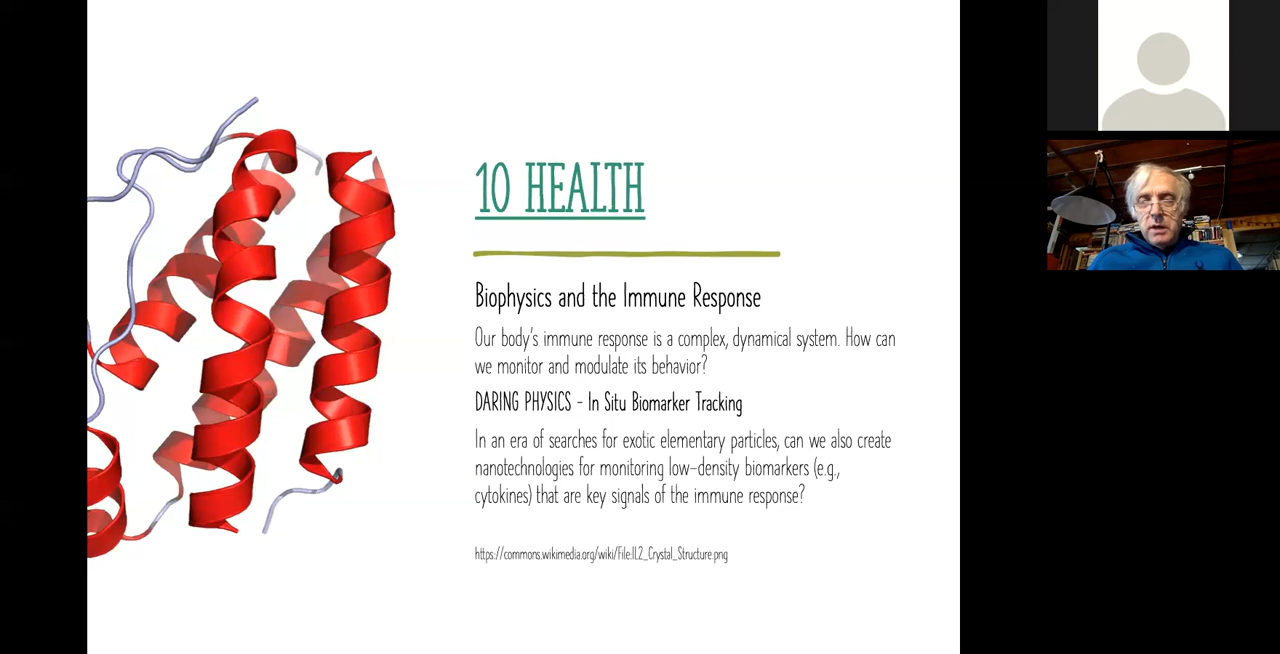 10 HEALTH
Biophysics and the Immune Response
Our body's immune response is a complex, dynamical system. How can
we monitor and modulate its behavior?
DARING PHYSICS - In Situ Biomarker Tracking
In an era of searches for exotic elementary particles, can we also create
nanotechnologies for monitoring low-density biomarkers (e.g.,
cytokines) that are key signals of the immune response?
https://commons.wikimedia.org/wiki/File:IL2_Crystal_Structure.png